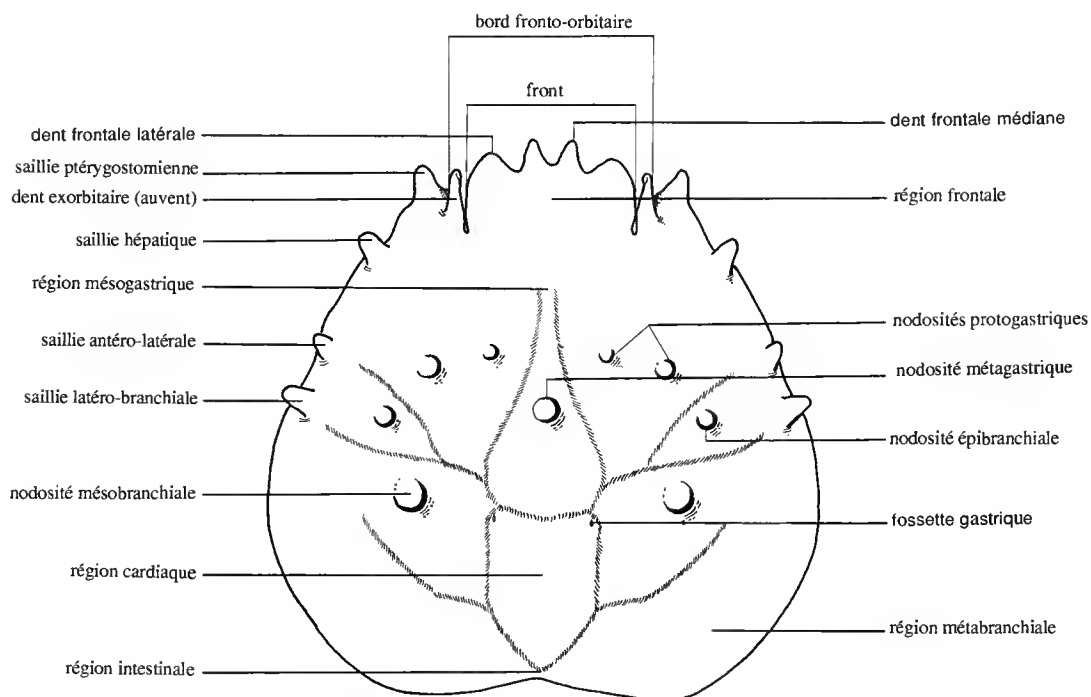 bord fronto-orbitaire
front
dent frontale latérale
saillie ptérygostomienne
dent exorbitaire (auvent)
saillie hépatique
région mésogastrique
saillie antéro-latérale
saillie latéro-branchiale
nodosité mésobranchiale
région cardiaque
région intestinale
dent frontale médiane
région frontale
nodosités protogastriques
nodosité métagastrique
nodosité épibranchiale
fossette gastrique
région métabranchiale